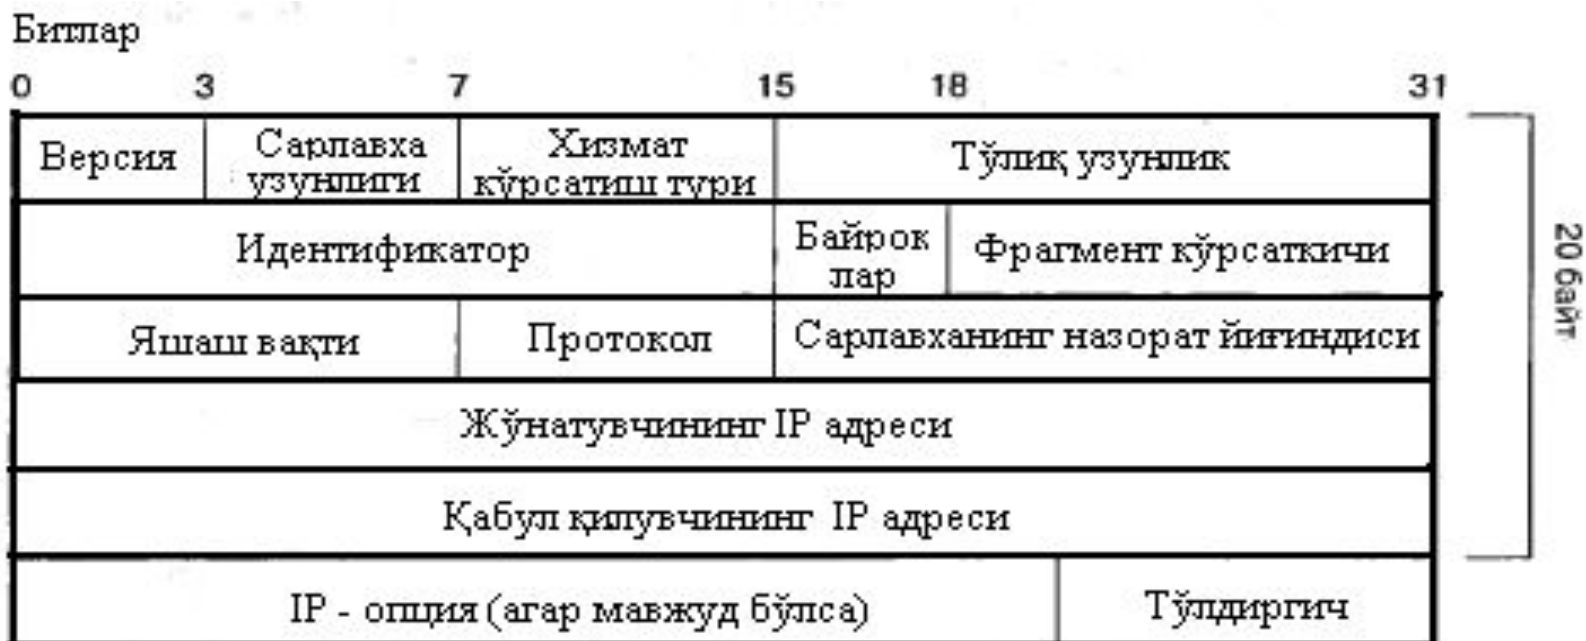 Битлар
0 3 7 15 18 31
Версия Сарлавха узунлиги Хизмат кўрсатиш тури Тўлиқ узунлик
Идентификатор Байрок лар Фрагмент кўрсаткичи
Яшаш вақти Протокол Сарлавханинг назорат йиғиндиси
Жўнатувчининг IP адреси
Қабул қилувчининг IP адреси
IP - опция (агар мавжуд бўлса) Тўлдиргич
20 байт